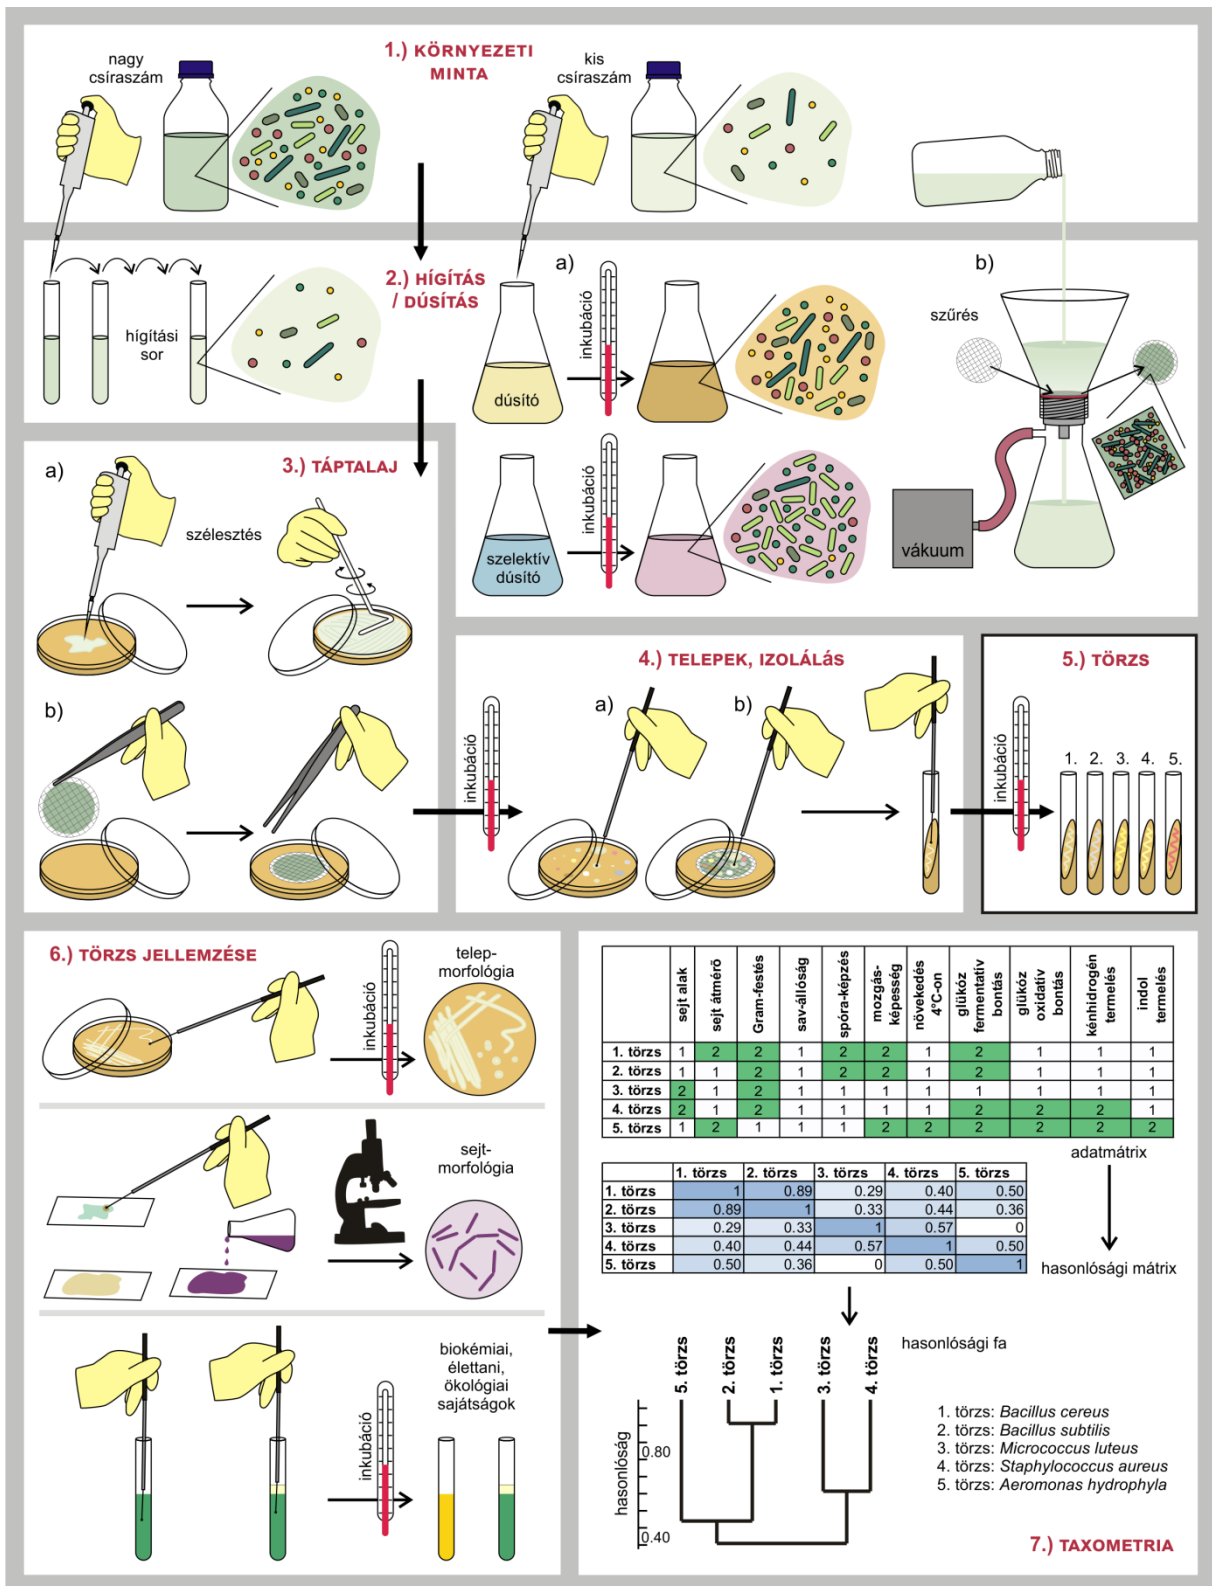 1.) KÖRNYEZETI
MINTA
nagy
csíraszám
kis
csíraszám
2.) HÍGÍTÁS
/ DÚSÍTÁS
hígítási
sor
a)
inkubáció
dúsító
inkubáció
szelektív
dúsító
b)
szűrés
vákuum
3.) TÁPTALAJ
a)
szélesztés
b)
inkubáció
4.) TELEPEK, IZOLÁLÁS
a)
b)
5.) TÖRZS
inkubáció
1. 2. 3. 4. 5.
6.) TÖRZS JELLEMZÉSE
inkubáció
telep-
morfológia
sejt-
morfológia
inkubáció
biokémiai,
élettani,
ökológiai
sajátságok
sejt alak
sejt átmérő
Gram-festés
sav-állóság
spóra-képzés
mozgás-
képesség
növekedés
4°C-on
glükóz
fermentatív
bontás
glükóz
oxidatív
bontás
kénhidrogén
termelés
indol
termelés
1. törzs 1 2 2 1 2 2 1 2 1 1 1
2. törzs 1 1 2 1 2 2 1 2 1 1 1
3. törzs 2 1 2 1 1 1 1 1 1 1 1
4. törzs 2 1 2 1 1 1 1 2 2 2 1
5. törzs 1 2 1 1 1 2 2 2 2 2 2
adatmátrix
1. törzs 2. törzs 3. törzs 4. törzs 5. törzs
1. törzs 1 0.89 0.29 0.40 0.50
2. törzs 0.89 1 0.33 0.44 0.36
3. törzs 0.29 0.33 1 0.57 0
4. törzs 0.40 0.44 0.57 1 0.50
5. törzs 0.50 0.36 0 0.50 1
hasonlósági mátrix
hasonlósági fa
5. törzs
2. törzs
1. törzs
3. törzs
4. törzs
hasonlóság
0.80
0.40
1. törzs: Bacillus cereus
2. törzs: Bacillus subtilis
3. törzs: Micrococcus luteus
4. törzs: Staphylococcus aureus
5. törzs: Aeromonas hydrophyla
7.) TAXOMETRIA